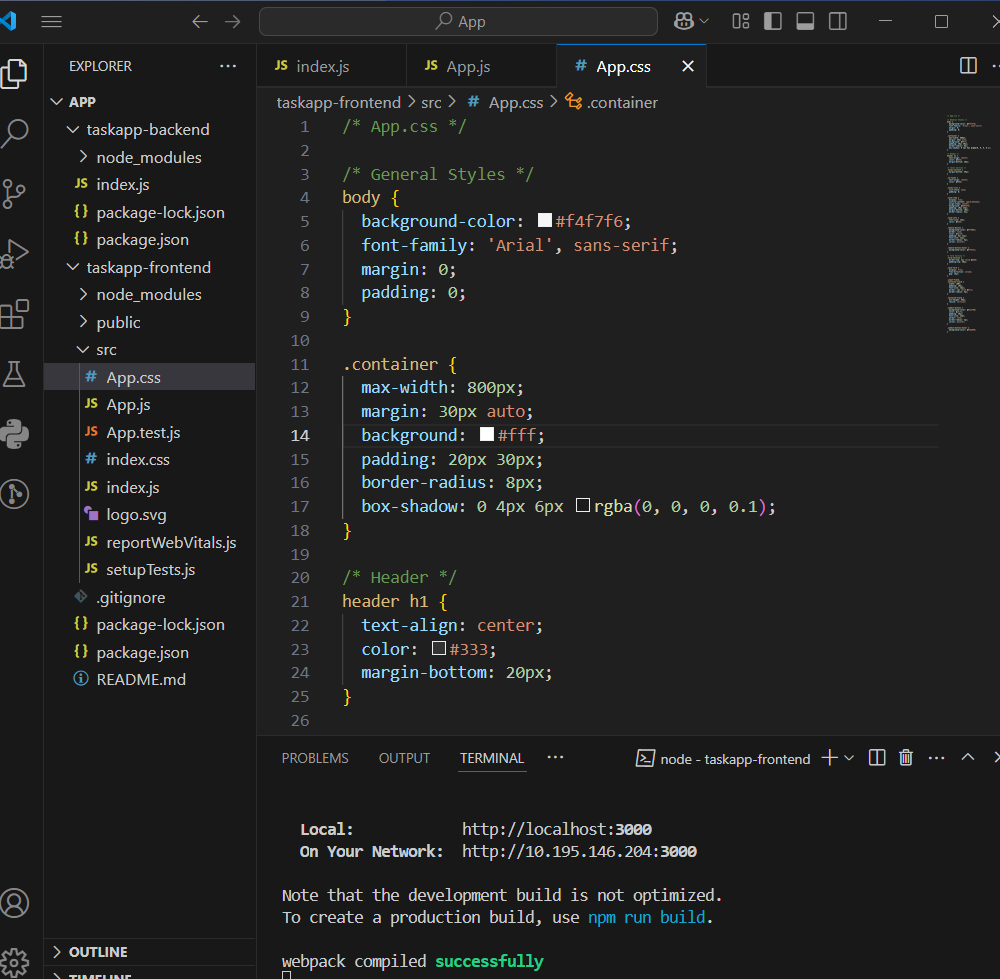 App
EXPLORER
APP
taskapp-backend
node_modules
JS index.js
{} package-lock.json
{} package.json
taskapp-frontend
node_modules
public
src
# App.css
JS App.js
JS App.test.js
# index.css
JS index.js
logo.svg
JS reportWebVitals.js
JS setupTests.js
.gitignore
{} package-lock.json
{} package.json
README.md
OUTLINE
TIMELINE
JS index.js JS App.js # App.css
taskapp-frontend > src > # App.css > .container
1 /* App.css */
2
3 /* General Styles */
4 body {
5 background-color: #f4f7f6;
6 font-family: 'Arial', sans-serif;
7 margin: 0;
8 padding: 0;
9 }
10
11 .container {
12 max-width: 800px;
13 margin: 30px auto;
14 background: #fff;
15 padding: 20px 30px;
16 border-radius: 8px;
17 box-shadow: 0 4px 6px rgba(0, 0, 0, 0.1);
18 }
19
20 /* Header */
21 header h1 {
22 text-align: center;
23 color: #333;
24 margin-bottom: 20px;
25 }
26
PROBLEMS OUTPUT TERMINAL ··· node - taskapp-frontend
Local: http://localhost:3000
On Your Network: http://10.195.146.204:3000
Note that the development build is not optimized.
To create a production build, use npm run build.
webpack compiled successfully